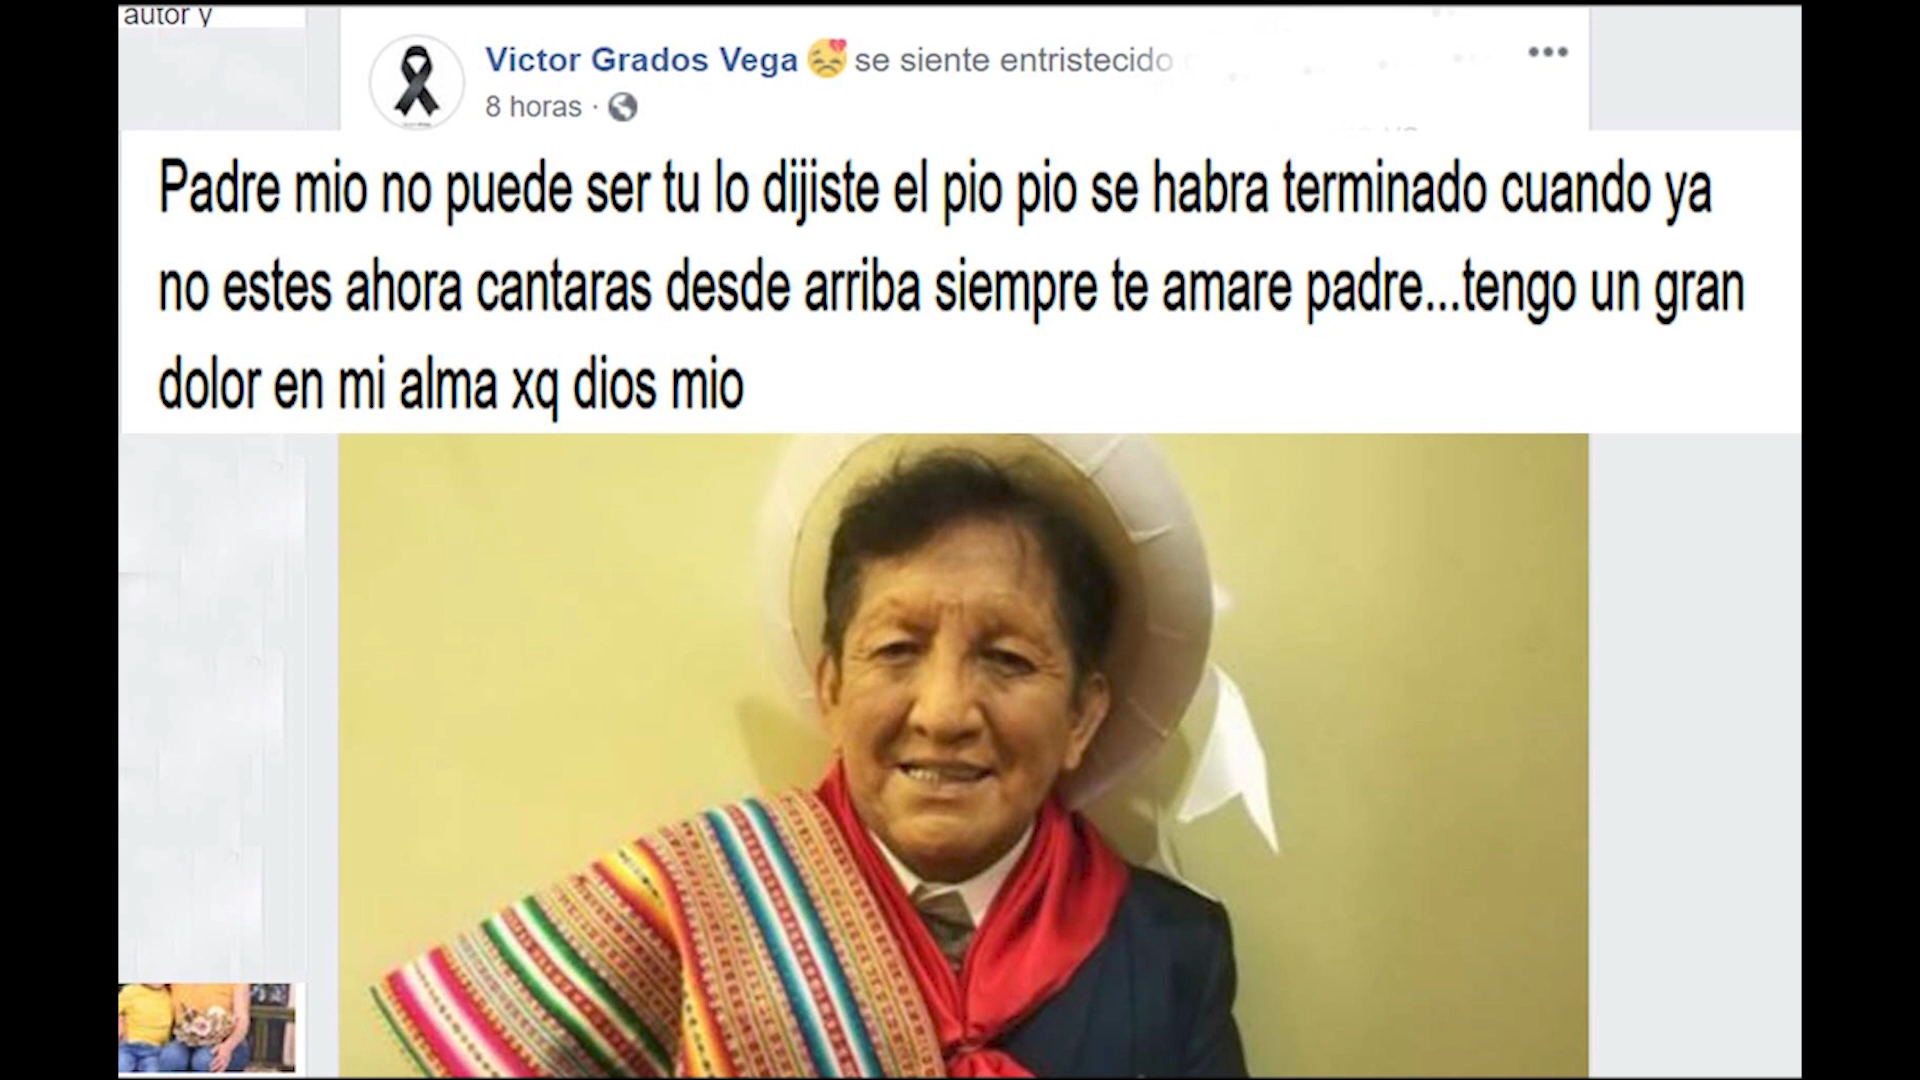 autor y
Victor Grados Vega se siente entristecido
8 horas ·
Padre mio no puede ser tu lo dijiste el pio pio se habra terminado cuando ya
no estes ahora cantaras desde arriba siempre te amare padre...tengo un gran
dolor en mi alma xq dios mio